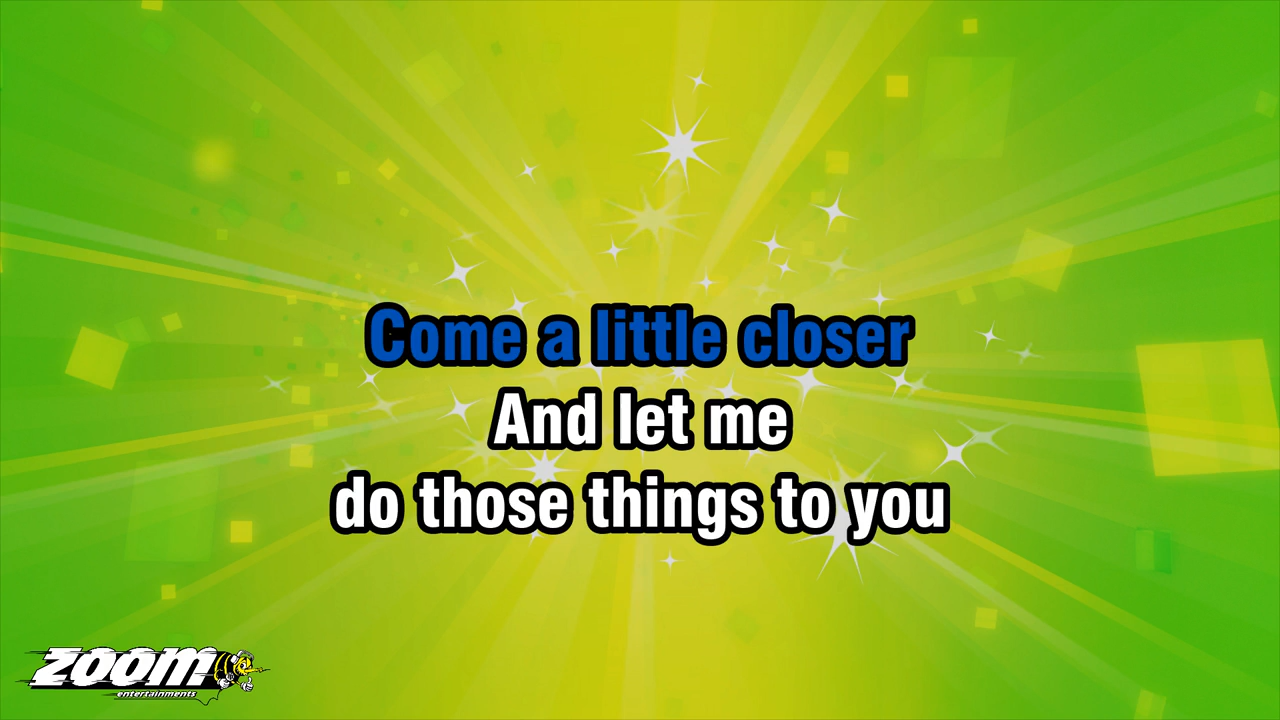 Come a little closer
And let me
do those things to you
zoom
entertainments